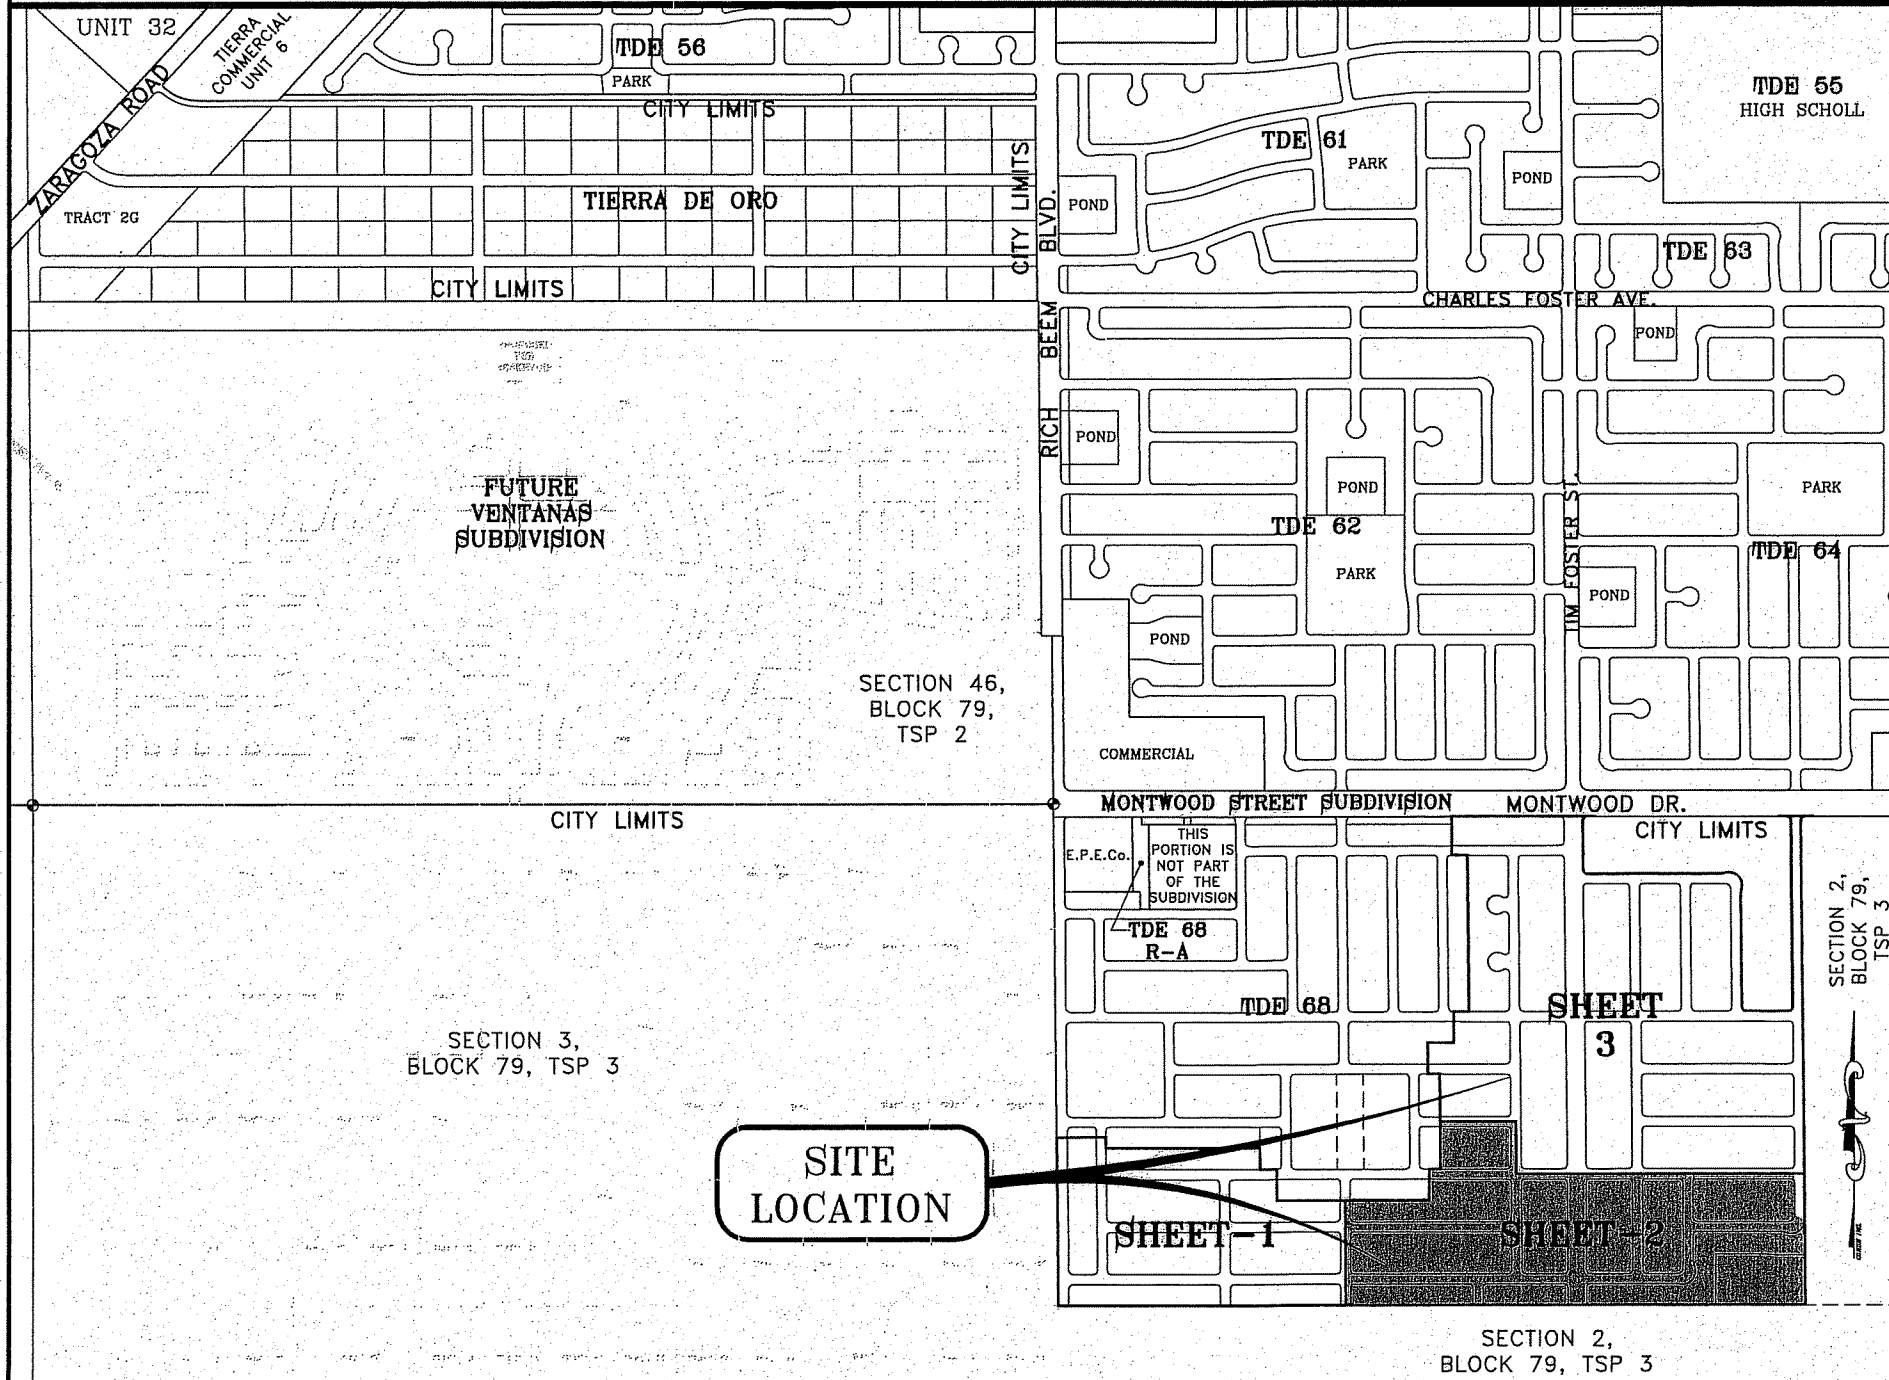 UNIT 32
TIERRA
COMMERCIAL
UNIT 6
ZARAGOZA ROAD
TRACT 2G
TDE 56
PARK
CITY LIMITS
TIERRA DE ORO
CITY LIMITS
CITY LIMITS
RICH BEEM BLVD.
TDE 61
PARK
POND
POND
TDE 55
HIGH SCHOLL
TDE 63
CHARLES FOSTER AVE.
POND
POND
POND
TDE 62
PARK
TIM FOSTER ST.
PARK
TDE 64
POND
POND
COMMERCIAL
FUTURE
VENTANAS
SUBDIVISION
SECTION 46,
BLOCK 79,
TSP 2
CITY LIMITS
MONTWOOD STREET SUBDIVISION
MONTWOOD DR.
CITY LIMITS
E.P.E.Co.
THIS
PORTION IS
NOT PART
OF THE
SUBDIVISION
TDE 68
R-A
TDE 68
SHEET
3
SECTION 2,
BLOCK 79,
TSP 3
SECTION 3,
BLOCK 79, TSP 3
SITE
LOCATION
SHEET-1
SHEET-2
SECTION 2,
BLOCK 79, TSP 3